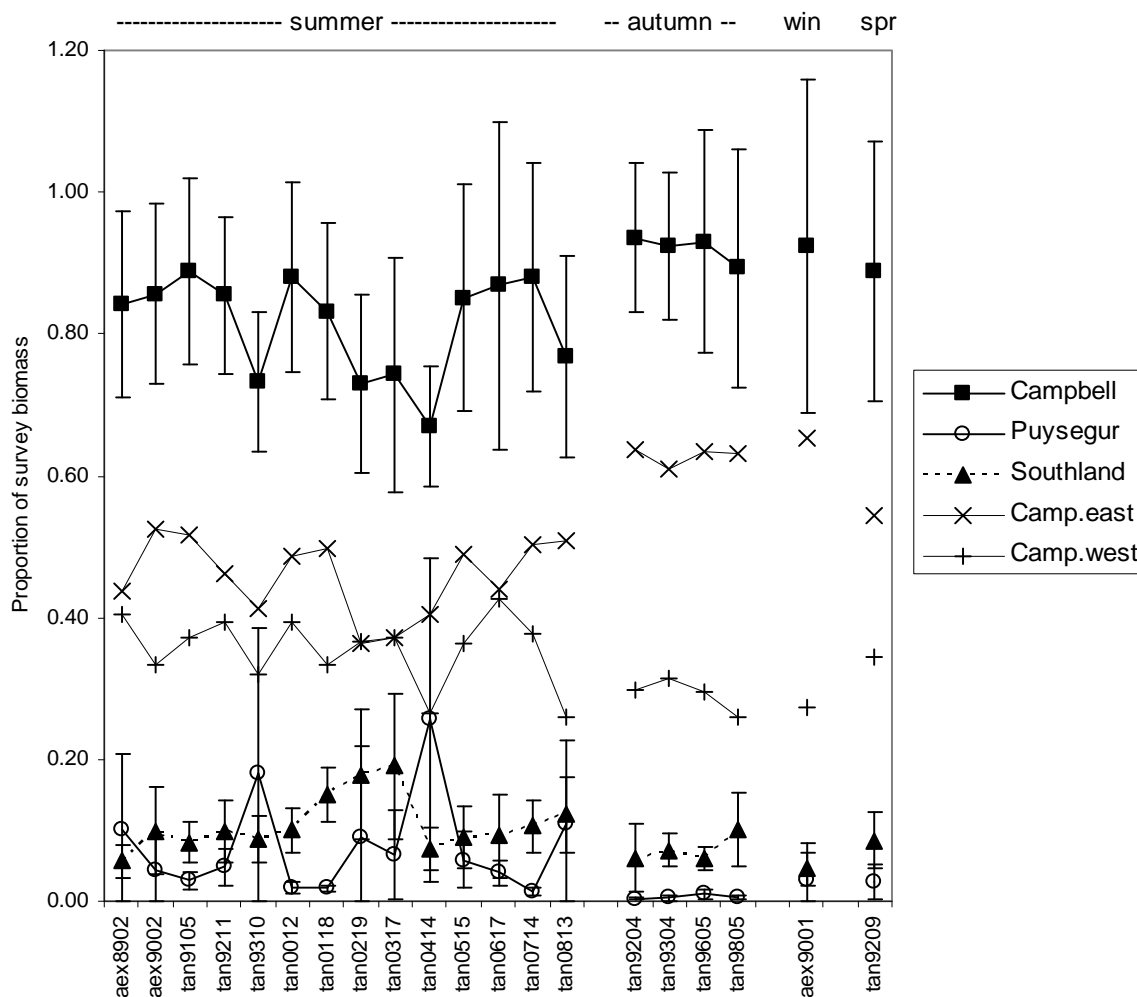 --------------------- summer --------------------- -- autumn -- win spr
1.20
1.00
0.80
0.60
0.40
0.20
0.00
Proportion of survey biomass
aex8902
aex9002
tan9105
tan9211
tan9310
tan0012
tan0118
tan0219
tan0317
tan0414
tan0515
tan0617
tan0714
tan0813
tan9204
tan9304
tan9605
tan9805
aex9001
tan9209
Campbell
Puysegur
Southland
Camp.east
Camp.west